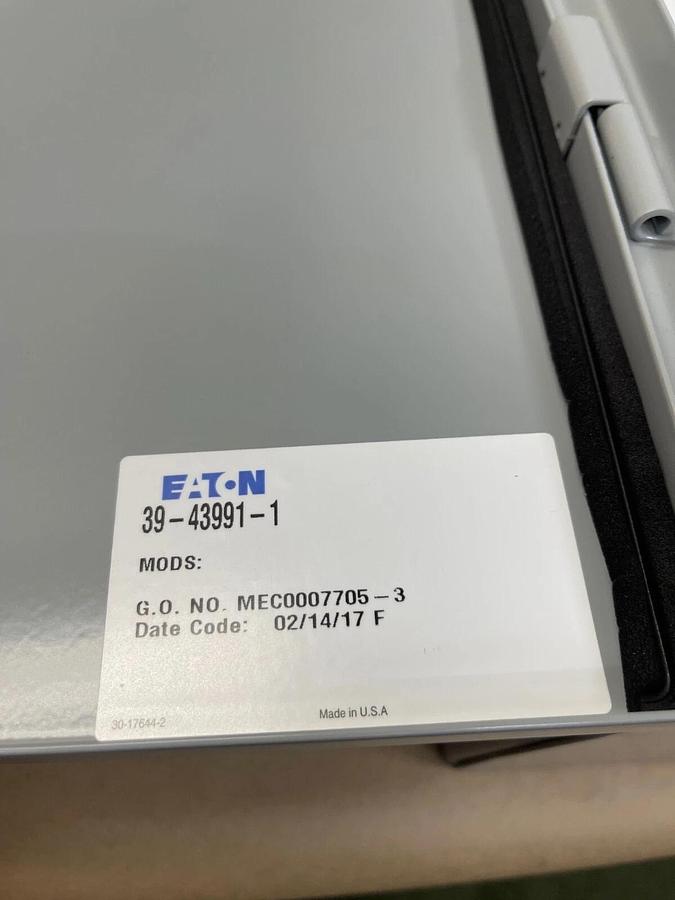 EATON
39-43991-1
MODS:
G.O. NO. MEC0007705-3
Date Code: 02/14/17 F
Made in U.S.A
30-17644-2